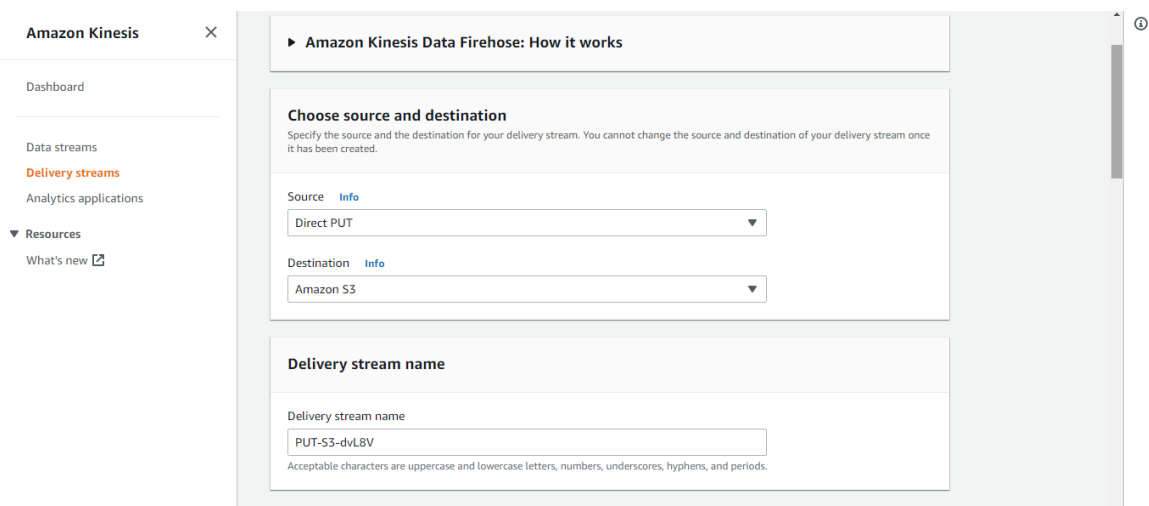 Amazon Kinesis
Dashboard
Data streams
Delivery streams
Analytics applications
Resources
What's new
Amazon Kinesis Data Firehose: How it works
Choose source and destination
Specify the source and the destination for your delivery stream. You cannot change the source and destination of your delivery stream once
it has been created.
Source Info
Direct PUT
Destination Info
Amazon S3
Delivery stream name
Delivery stream name
PUT-S3-dvL8V
Acceptable characters are uppercase and lowercase letters, numbers, underscores, hyphens, and periods.